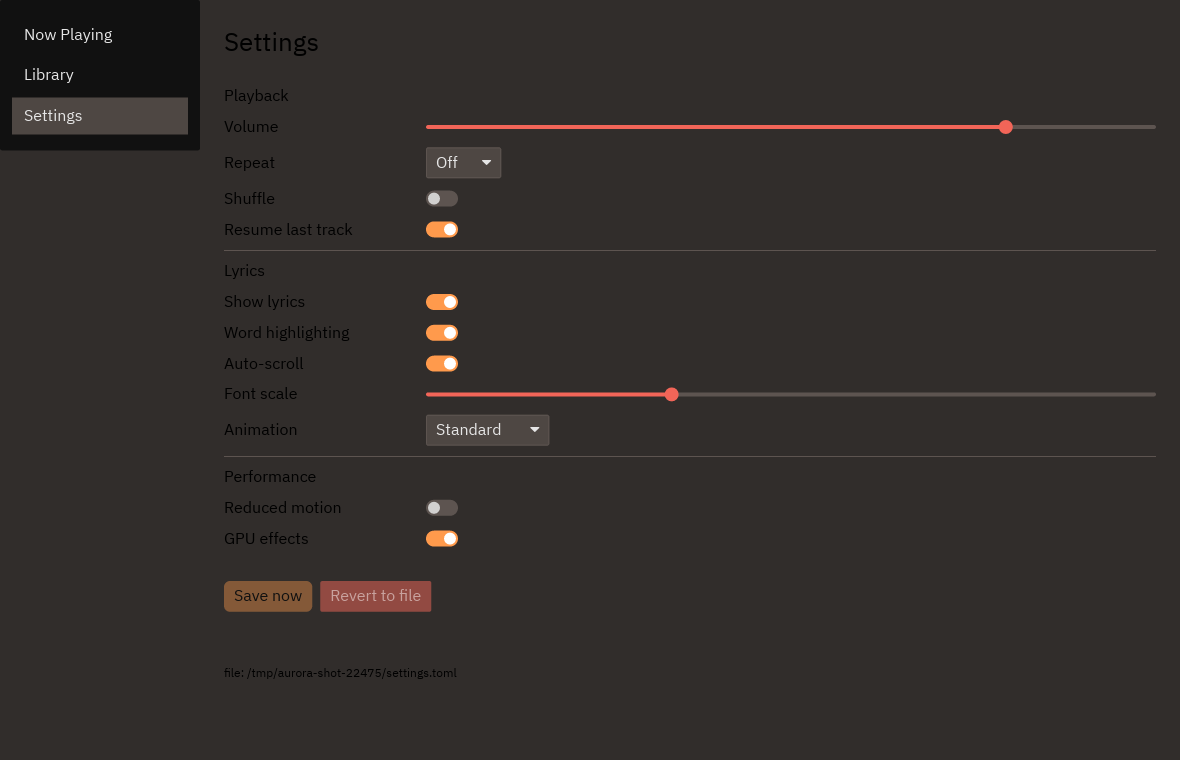 Now Playing
Library
Settings
Settings
Playback
Volume
Repeat Off
Shuffle
Resume last track
Lyrics
Show lyrics
Word highlighting
Auto-scroll
Font scale
Animation Standard
Performance
Reduced motion
GPU effects
Save now Revert to file
file: /tmp/aurora-shot-22475/settings.toml